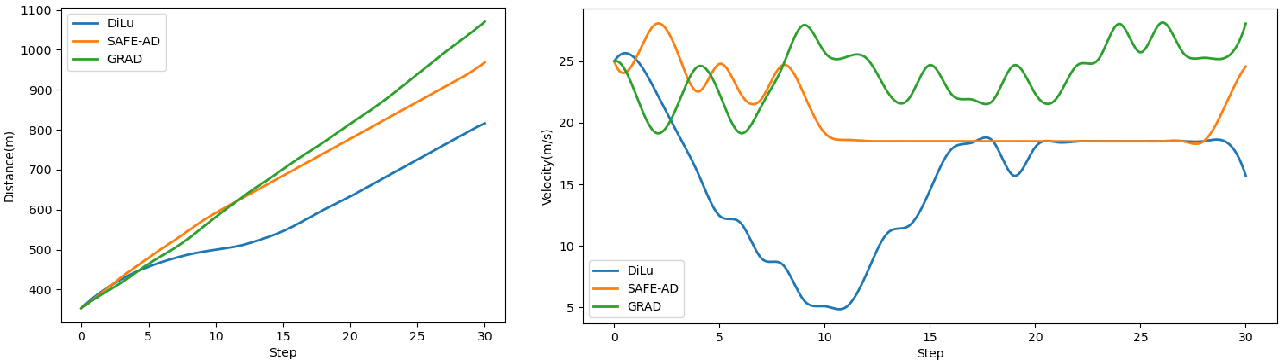 1100
1000
900
800
700
600
500
400
Distance(m)
0 5 10 15 20 25 30
Step
DiLu
SAFE-AD
GRAD
25
20
15
10
5
Velocity(m/s)
0 5 10 15 20 25 30
Step
DiLu
SAFE-AD
GRAD